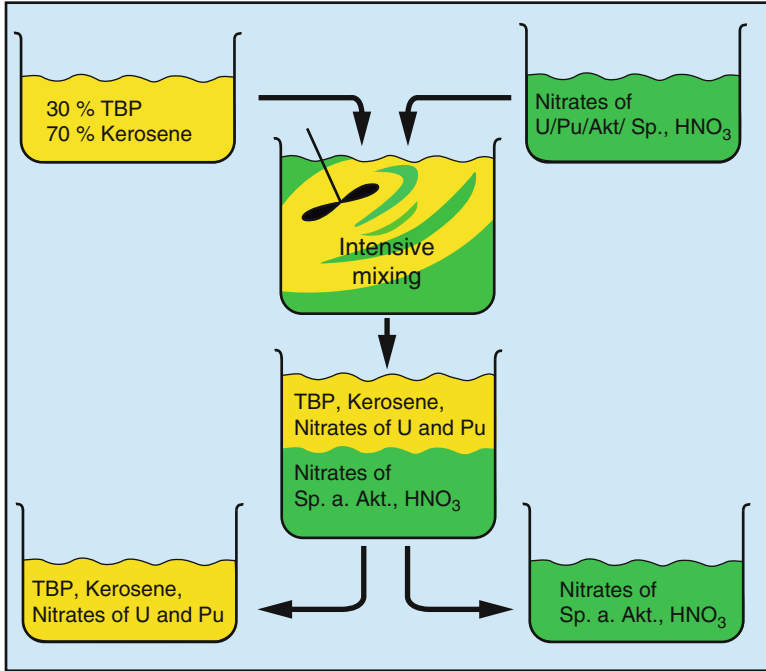 30 % TBP
70 % Kerosene
Nitrates of
U/Pu/Akt/ Sp., HNO₃
Intensive
mixing
TBP, Kerosene,
Nitrates of U and Pu
Nitrates of
Sp. a. Akt., HNO₃
TBP, Kerosene,
Nitrates of U and Pu
Nitrates of
Sp. a. Akt., HNO₃